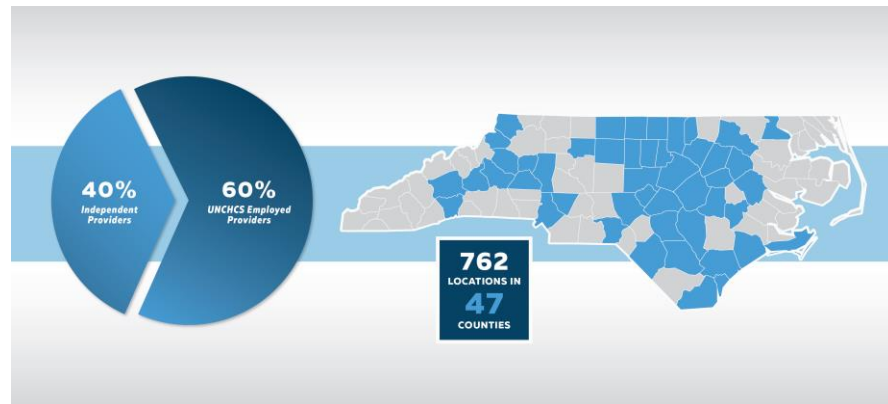 40%
Independent
Providers
60%
UNCHCS Employed
Providers
762
LOCATIONS IN
47
COUNTIES